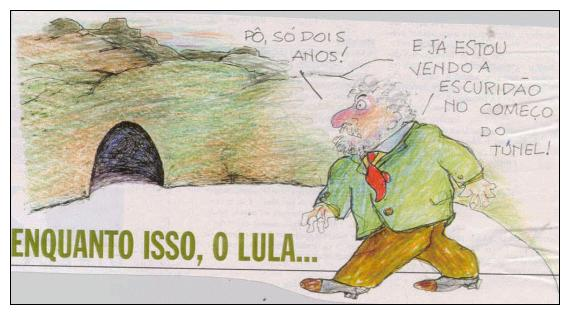 PÔ, SÓ DOIS
ANOS!
E JÁ ESTOU
VENDO A
ESCURIDÃO
NO COMEÇO
DO
TÚNEL!
ENQUANTO ISSO, O LULA...